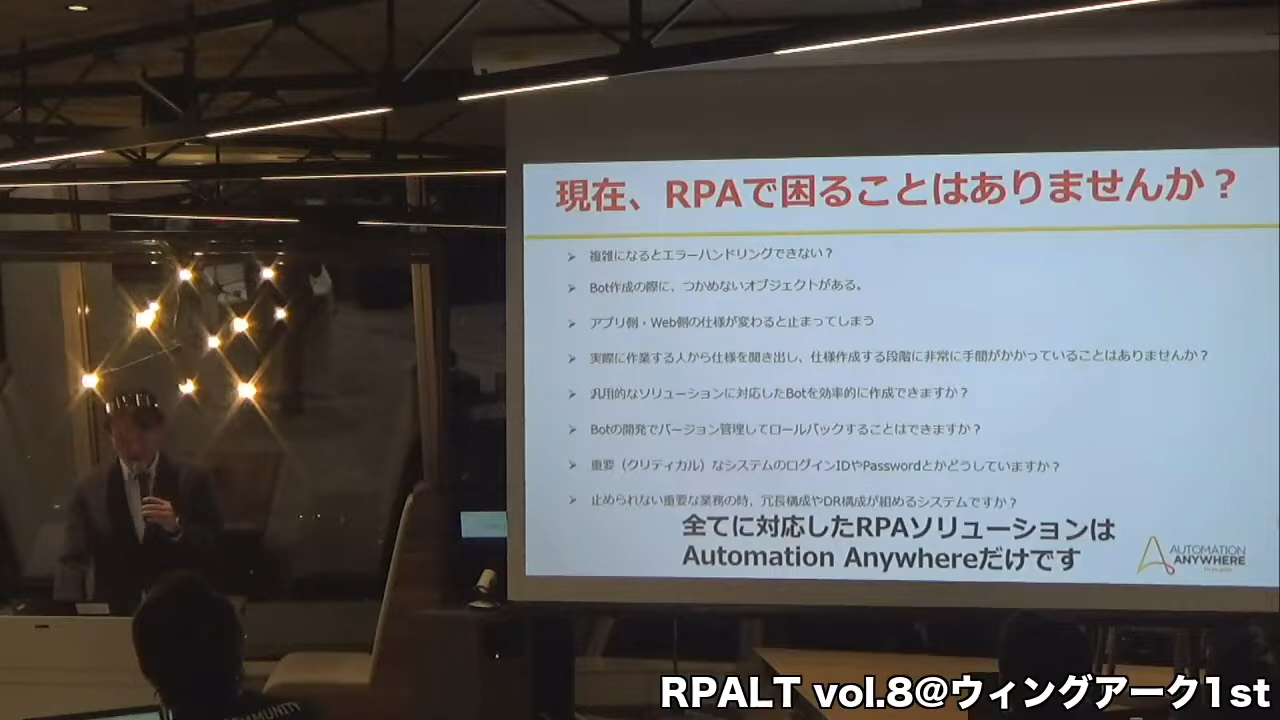 現在、RPAで困ることはありませんか？
複雑になるとエラーハンドリングできない？
Bot作成の際に、つかめないオブジェクトがある。
アプリ側・Web側の仕様が変わると止まってしまう
実際に作業する人から仕様を聞き出し、仕様作成する段階に非常に手間がかかっていることはありませんか？
汎用的なソリューションに対応したBotを効率的に作成できますか？
Botの開発でバージョン管理してロールバックすることはできますか？
重要（クリティカル）なシステムのログインIDやPasswordとかどうしていますか？
止められない重要な業務の時、冗長構成やDR構成が組めるシステムですか？
全てに対応したRPAソリューションは
Automation Anywhereだけです
AUTOMATION
ANYWHERE
COMMUNITY
RPALT vol.8@ウィングアーク1st